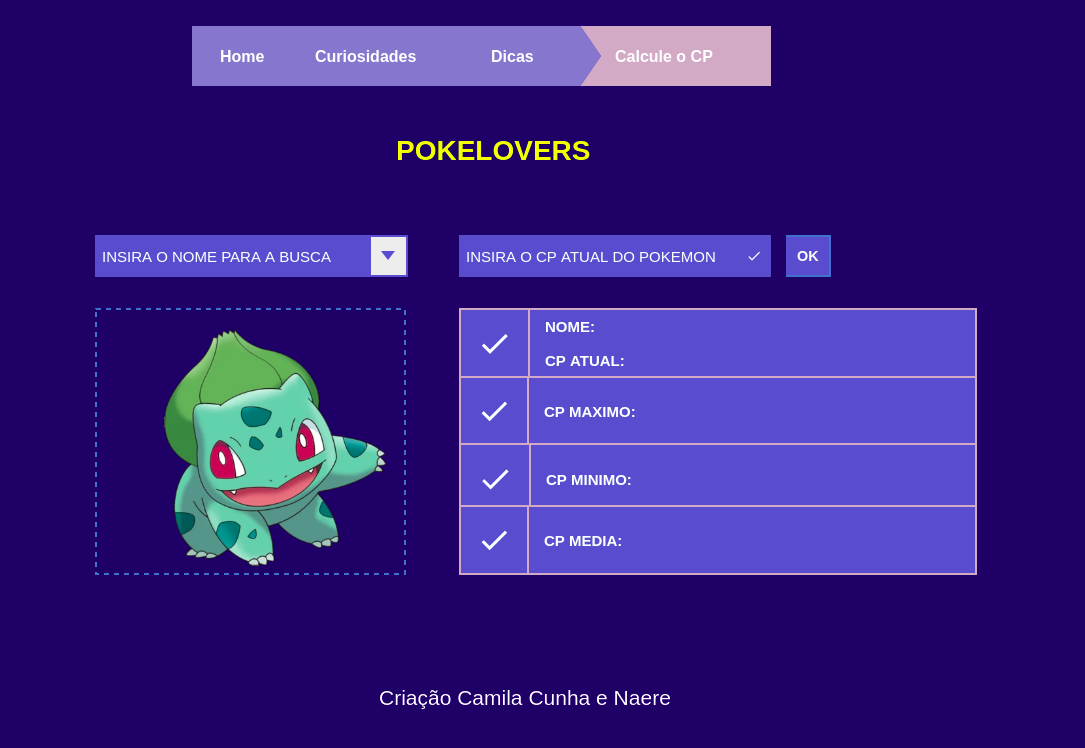 Home Curiosidades Dicas Calcule o CP
POKELOVERS
INSIRA O NOME PARA A BUSCA
INSIRA O CP ATUAL DO POKEMON
OK
NOME:
CP ATUAL:
CP MAXIMO:
CP MINIMO:
CP MEDIA:
Criação Camila Cunha e Naere